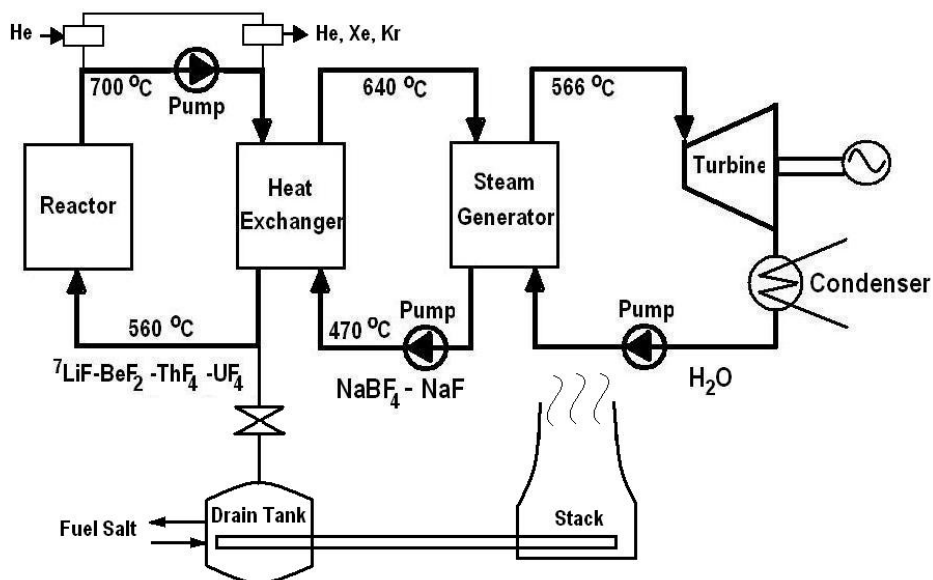 He
He, Xe, Kr
700 °C
Pump
640 °C
566 °C
Reactor
Heat
Exchanger
Steam
Generator
Turbine
Condenser
560 °C
470 °C
Pump
Pump
⁷LiF-BeF₂ -ThF₄ -UF₄
NaBF₄ - NaF
H₂O
Drain Tank
Stack
Fuel Salt